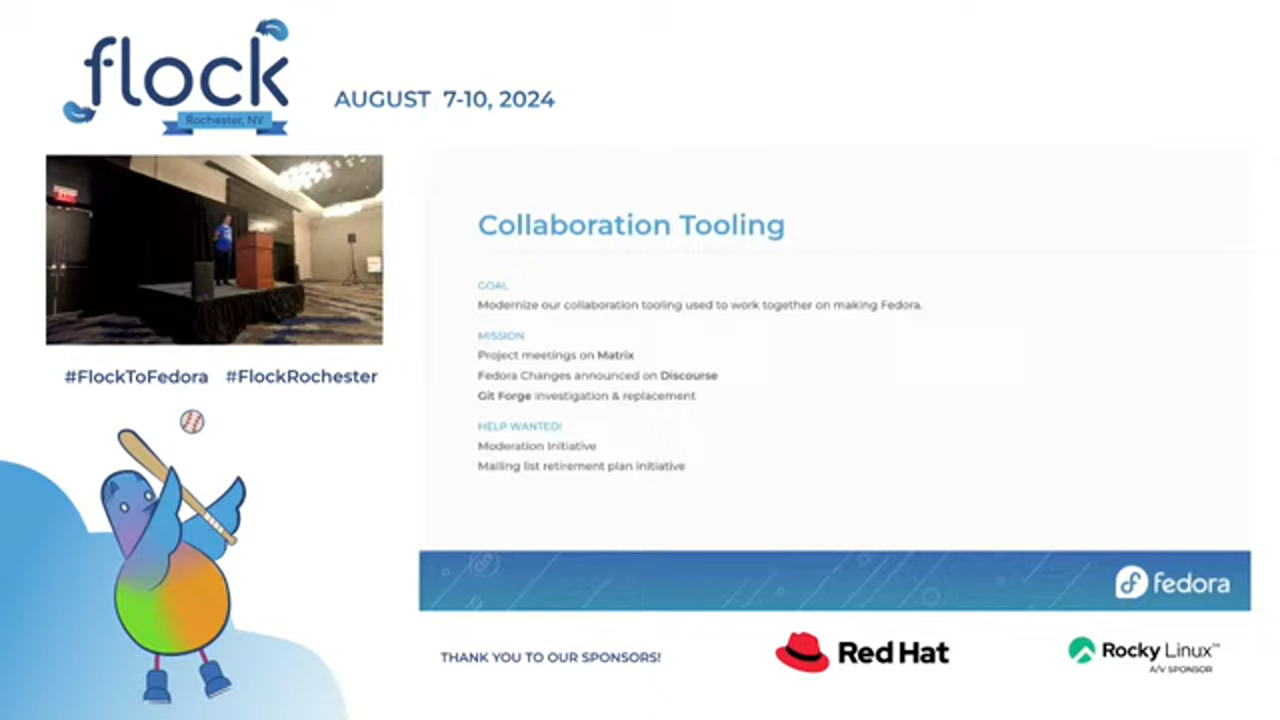 flock
Rochester, NY
AUGUST 7-10, 2024
#FlockToFedora #FlockRochester
Collaboration Tooling
GOAL
Modernize our collaboration tooling used to work together on making Fedora.
MISSION
Project meetings on Matrix
Fedora Changes announced on Discourse
Git Forge investigation & replacement
HELP WANTED!
Moderation Initiative
Mailing list retirement plan initiative
fedora
THANK YOU TO OUR SPONSORS!
Red Hat
Rocky Linux™
A/V SPONSOR